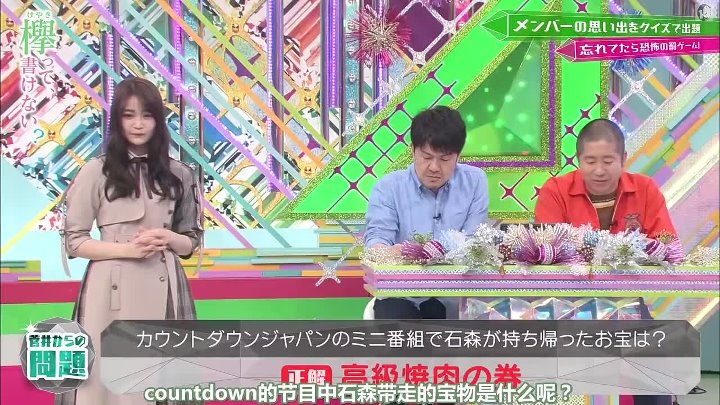 けやき
欅って、
書けない?
メンバーの思い出をクイズで出題
忘れてたら恐怖の罰ゲーム!
菅井からの
問題
カウントダウンジャパンのミニ番組で石森が持ち帰ったお宝は?
正解 高級焼肉の巻
countdown的节目中石森带走的宝物是什么呢?